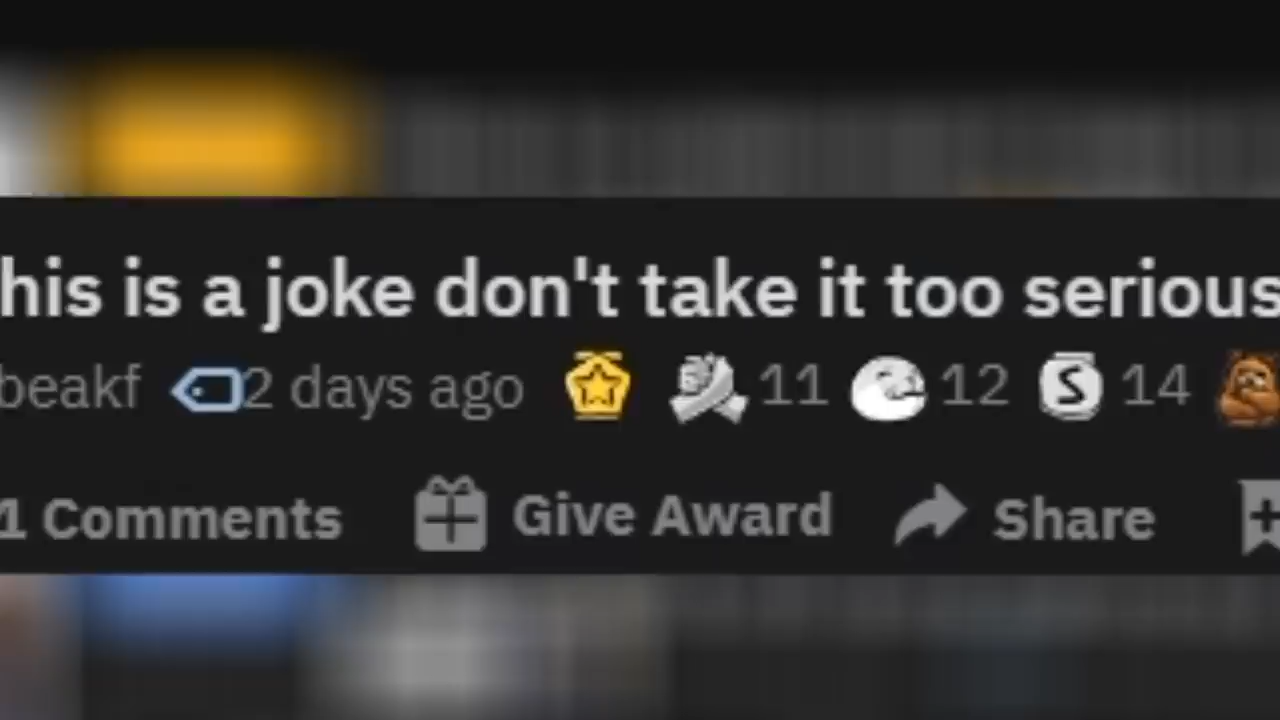 his is a joke don't take it too serious
beakf 2 days ago 11 12 S 14
1 Comments Give Award Share